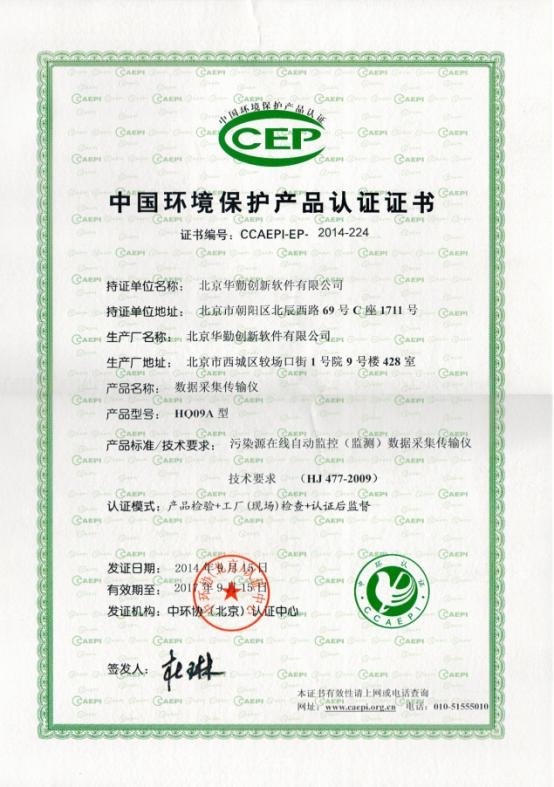 中国环境保护产品认证
CEP
中国环境保护产品认证证书
证书编号：CCAEPI-EP- 2014-224
持证单位名称： 北京华勤创新软件有限公司
持证单位地址： 北京市朝阳区北辰西路 69 号 C 座 1711 号
生产厂名称： 北京华勤创新软件有限公司
生产厂地址： 北京市西城区较场口街 1 号院 9 号楼 428 室
产品名称： 数据采集传输仪
产品型号： HQ09A 型
产品标准/技术要求： 污染源在线自动监控（监测）数据采集传输仪
技术要求 （HJ 477-2009）
认证模式：产品检验+工厂(现场)检查+认证后监督
发证日期： 2014 年 9 月 15 日
有效期至： 2017 年 9 月 15 日
发证机构：中环协（北京）认证中心
中环认证
CCAEPI
签发人：
本证书有效性请上网或电话查询
网址：www.caepi.org.cn 电话：010-51555010